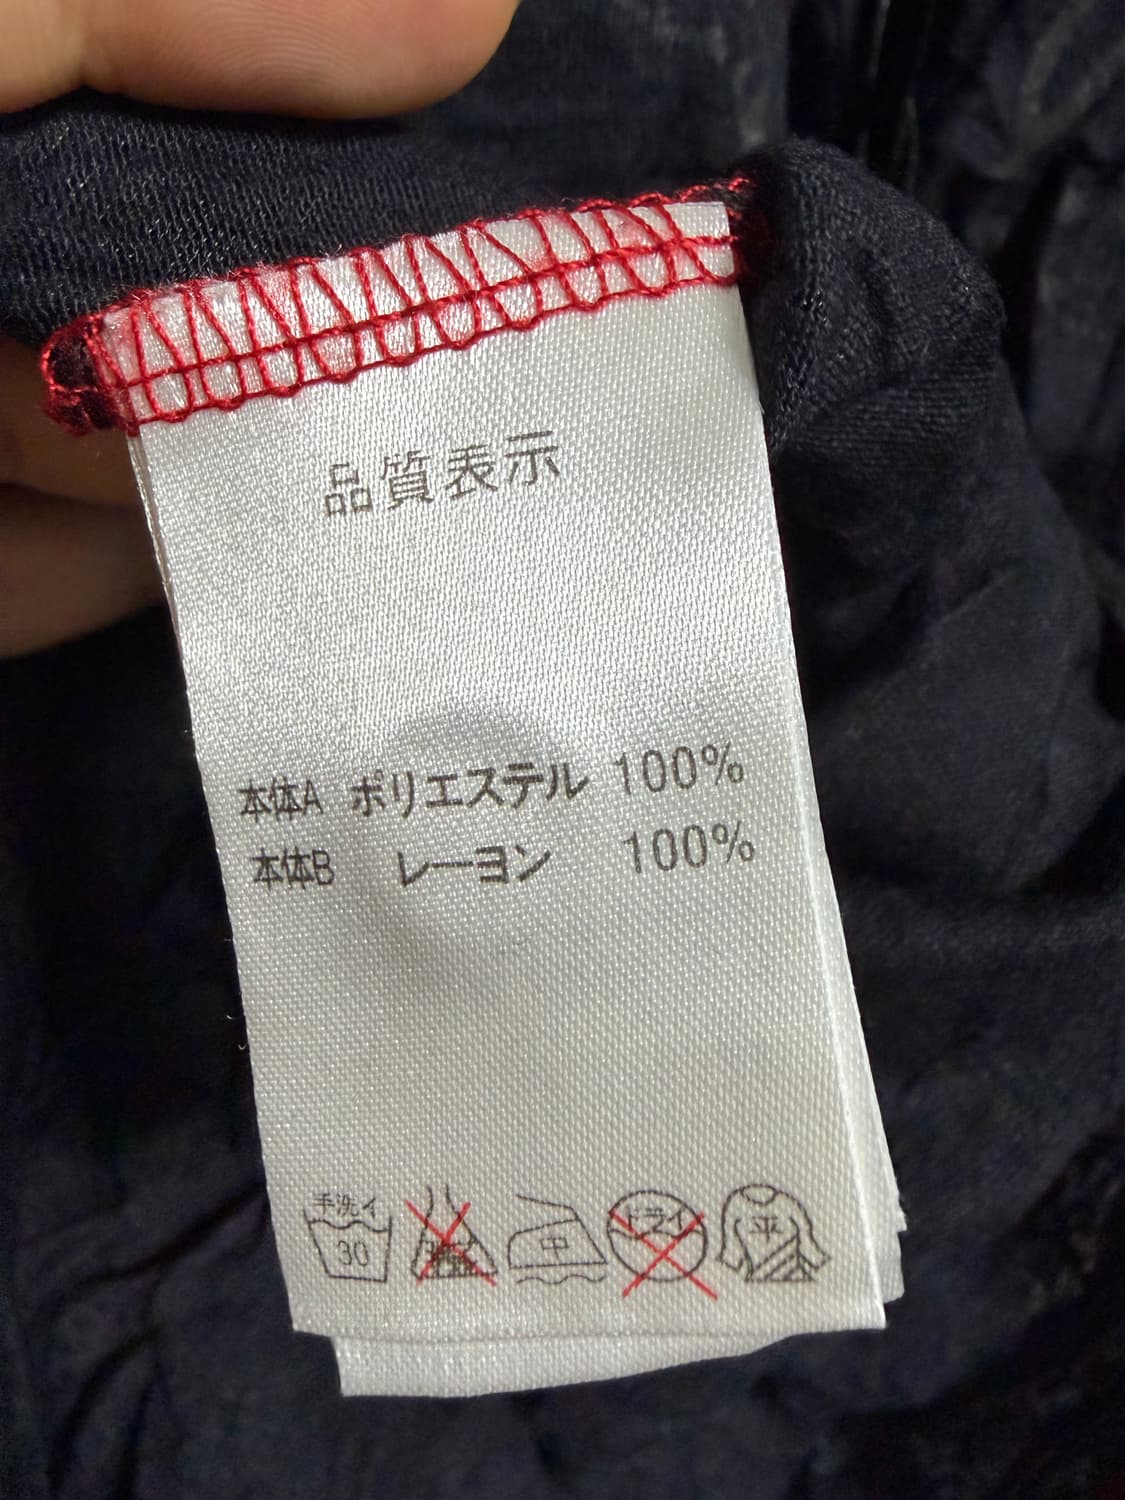 品質表示
本体A ポリエステル 100%
本体B レーヨン 100%
手洗イ 30 中 ドライ 平